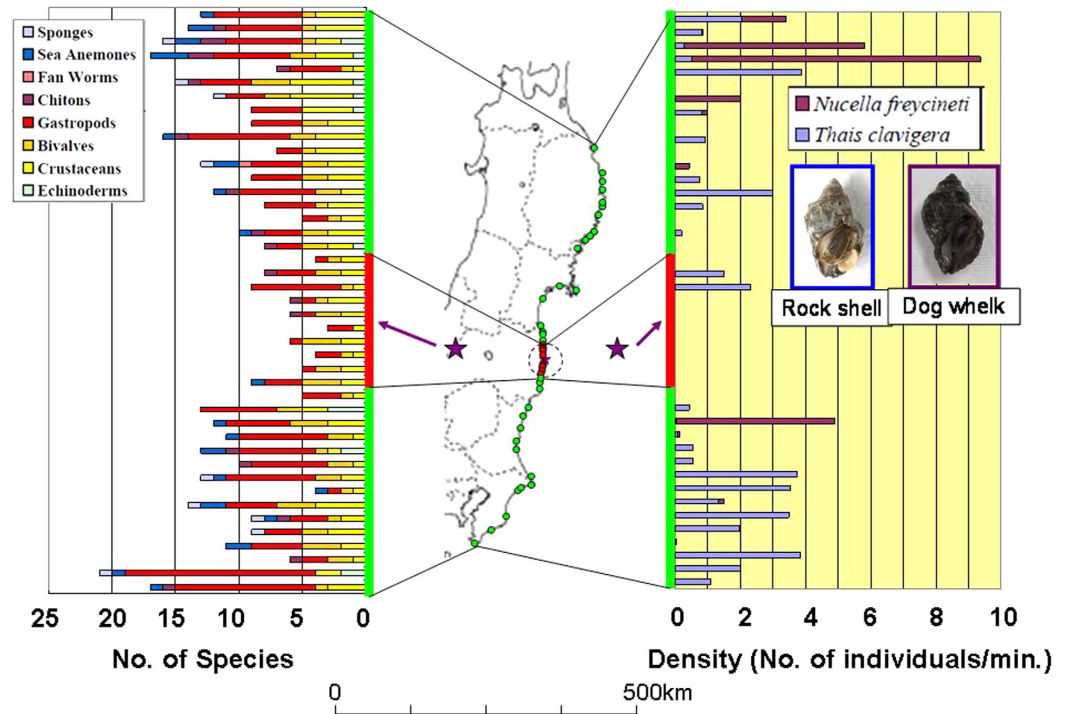 Sponges
Sea Anemones
Fan Worms
Chitons
Gastropods
Bivalves
Crustaceans
Echinoderms
Nucella freycineti
Thais clavigera
Rock shell
Dog whelk
25 20 15 10 5 0
No. of Species
0 2 4 6 8 10
Density (No. of individuals/min.)
0 500km